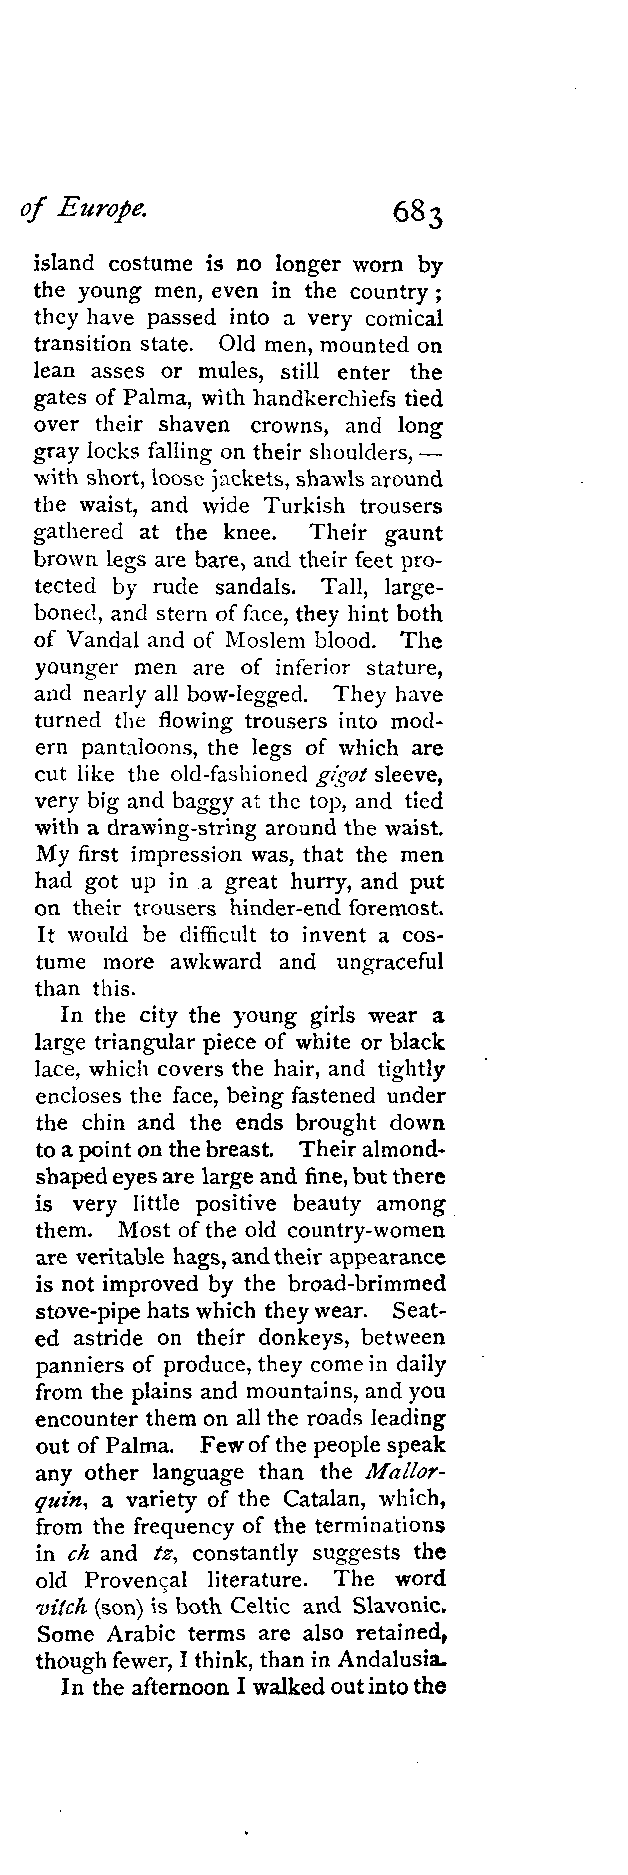 of Europe. 683
island costume is no longer worn by
the young men, even in the country ;
they have passed into a very comical
transition state. Old men, mounted on
lean asses or mules, still enter the
gates of Palma, with handkerchiefs tied
over their shaven crowns, and long
gray locks falling on their shoulders, —
with short, loose jackets, shawls around
the waist, and wide Turkish trousers
gathered at the knee. Their gaunt
brown legs are bare, and their feet pro-
tected by rude sandals. Tall, large-
boned, and stern of face, they hint both
of Vandal and of Moslem blood. The
younger men are of inferior stature,
and nearly all bow-legged. They have
turned the flowing trousers into mod-
ern pantaloons, the legs of which are
cut like the old-fashioned gigot sleeve,
very big and baggy at the top, and tied
with a drawing-string around the waist.
My first impression was, that the men
had got up in a great hurry, and put
on their trousers hinder-end foremost.
It would be difficult to invent a cos-
tume more awkward and ungraceful
than this.
In the city the young girls wear a
large triangular piece of white or black
lace, which covers the hair, and tightly
encloses the face, being fastened under
the chin and the ends brought down
to a point on the breast. Their almond-
shaped eyes are large and fine, but there
is very little positive beauty among
them. Most of the old country-women
are veritable hags, and their appearance
is not improved by the broad-brimmed
stove-pipe hats which they wear. Seat-
ed astride on their donkeys, between
panniers of produce, they come in daily
from the plains and mountains, and you
encounter them on all the roads leading
out of Palma. Few of the people speak
any other language than the Mallor-
quin, a variety of the Catalan, which,
from the frequency of the terminations
in ch and tz, constantly suggests the
old Provençal literature. The word
vitch (son) is both Celtic and Slavonic.
Some Arabic terms are also retained,
though fewer, I think, than in Andalusia.
In the afternoon I walked out into the